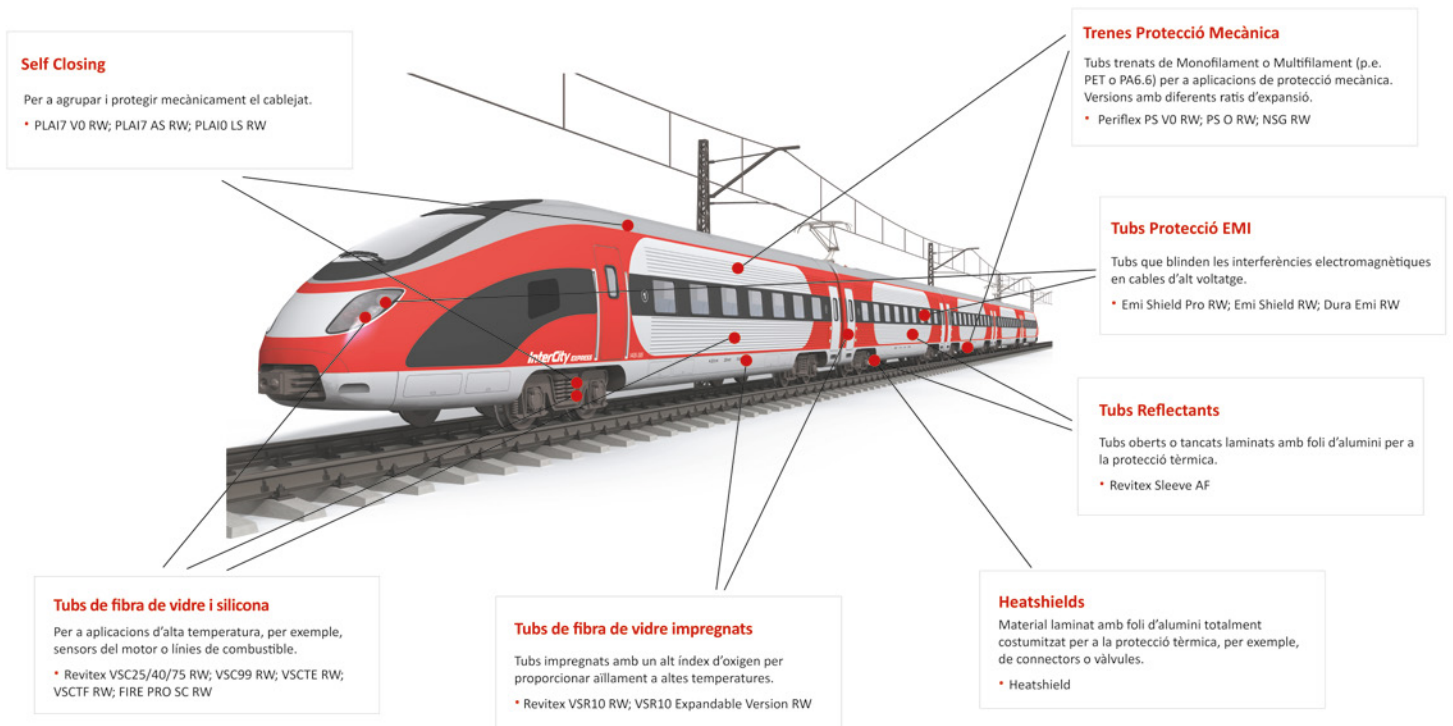 Self Closing
Per a agrupar i protegir mecànicament el cablejat.
• PLAI7 V0 RW; PLAI7 AS RW; PLAI0 LS RW
Trenes Protecció Mecànica
Tubs trenats de Monofilament o Multifilament (p.e.
PET o PA6.6) per a aplicacions de protecció mecànica.
Versions amb diferents ratis d'expansió.
• Periflex PS V0 RW; PS O RW; NSG RW
Tubs Protecció EMI
Tubs que blinden les interferències electromagnètiques
en cables d'alt voltatge.
• Emi Shield Pro RW; Emi Shield RW; Dura Emi RW
InterCity EXPRESS
Tubs Reflectants
Tubs oberts o tancats laminats amb foli d'alumini per a
la protecció tèrmica.
• Revitex Sleeve AF
Tubs de fibra de vidre i silicona
Per a aplicacions d'alta temperatura, per exemple,
sensors del motor o línies de combustible.
• Revitex VSC25/40/75 RW; VSC99 RW; VSCTE RW;
VSCTF RW; FIRE PRO SC RW
Tubs de fibra de vidre impregnats
Tubs impregnats amb un alt índex d'oxigen per
proporcionar aïllament a altes temperatures.
• Revitex VSR10 RW; VSR10 Expandable Version RW
Heatshields
Material laminat amb foli d'alumini totalment
costumitzat per a la protecció tèrmica, per exemple,
de connectors o vàlvules.
• Heatshield